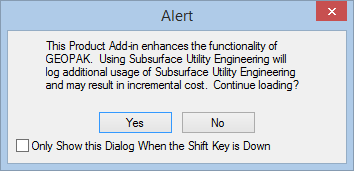 Alert
This Product Add-in enhances the functionality of
GEOPAK.  Using Subsurface Utility Engineering will
log additional usage of Subsurface Utility Engineering
and may result in incremental cost.  Continue loading?
Yes No
Only Show this Dialog When the Shift Key is Down